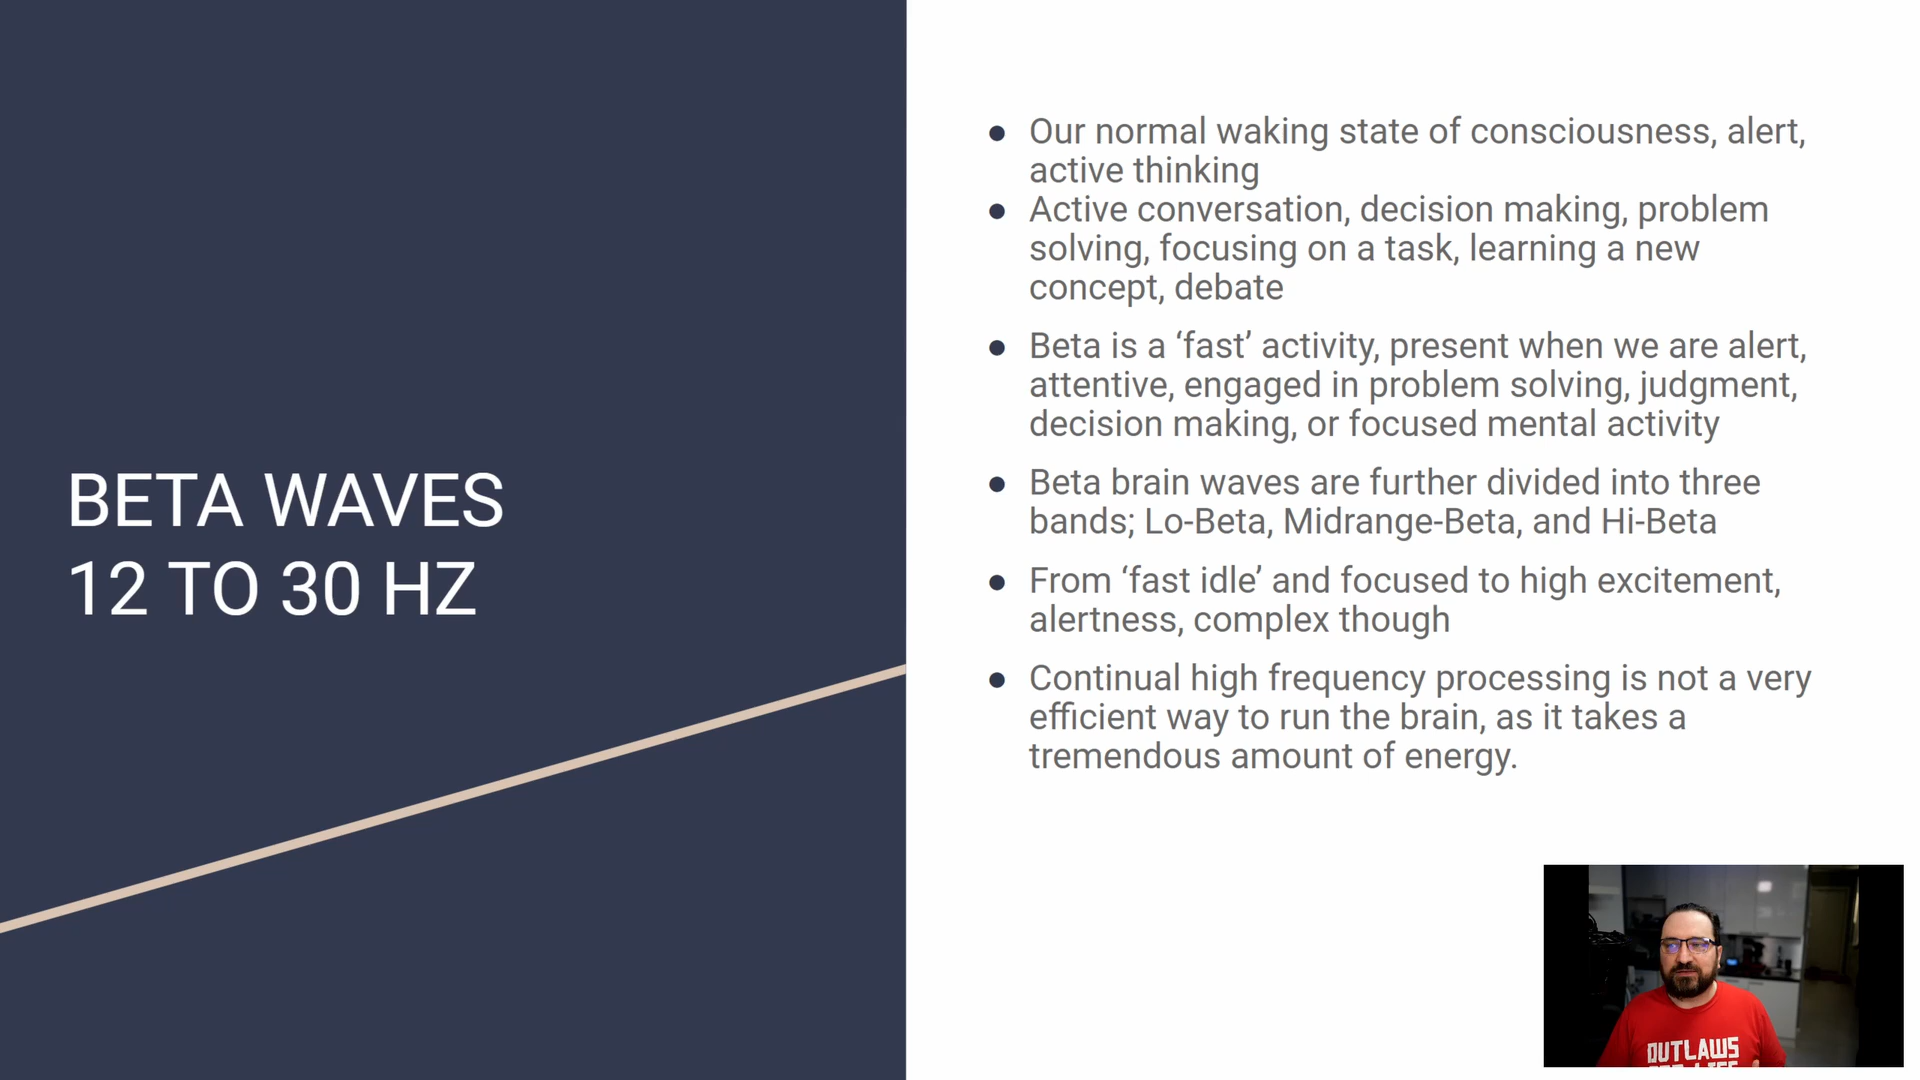 BETA WAVES
12 TO 30 HZ
● Our normal waking state of consciousness, alert,
active thinking
● Active conversation, decision making, problem
solving, focusing on a task, learning a new
concept, debate
● Beta is a ‘fast’ activity, present when we are alert,
attentive, engaged in problem solving, judgment,
decision making, or focused mental activity
● Beta brain waves are further divided into three
bands; Lo-Beta, Midrange-Beta, and Hi-Beta
● From ‘fast idle’ and focused to high excitement,
alertness, complex though
● Continual high frequency processing is not a very
efficient way to run the brain, as it takes a
tremendous amount of energy.
OUTLAWS